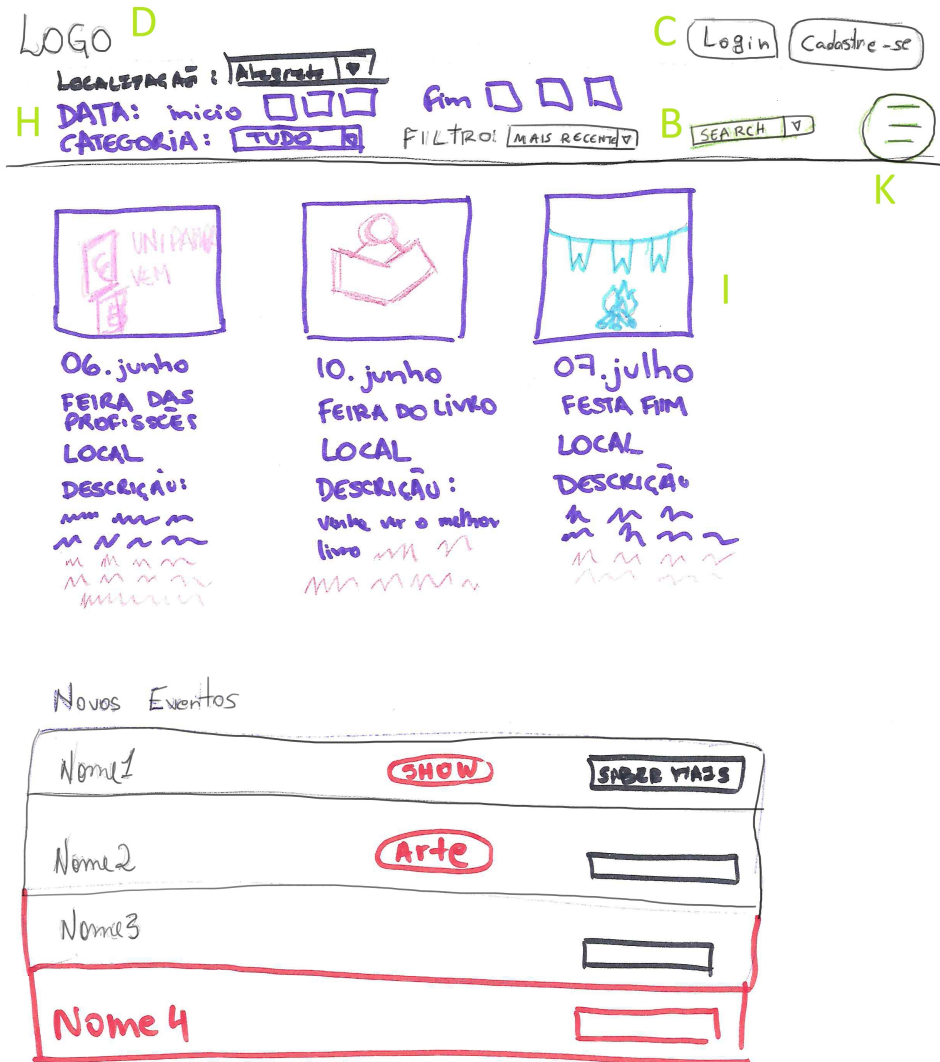 LOGO D C Login Cadastre-se
LOCALIZAÇÃO: Alegrete
H DATA: inicio Fim
CATEGORIA: TUDO FILTRO: MAIS RECENTE B SEARCH
K
UNIPAMPA
VEM
I
06.junho 10.junho 07.julho
FEIRA DAS FEIRA DO LIVRO FESTA FIIM
PROFISSÕES
LOCAL LOCAL LOCAL
DESCRIÇÃO: DESCRIÇÃO: DESCRIÇÃO
venha ver o melhor
livro
Novos Eventos
Nome1 SHOW SABER MAIS
Nome2 Arte
Nome3
Nome 4